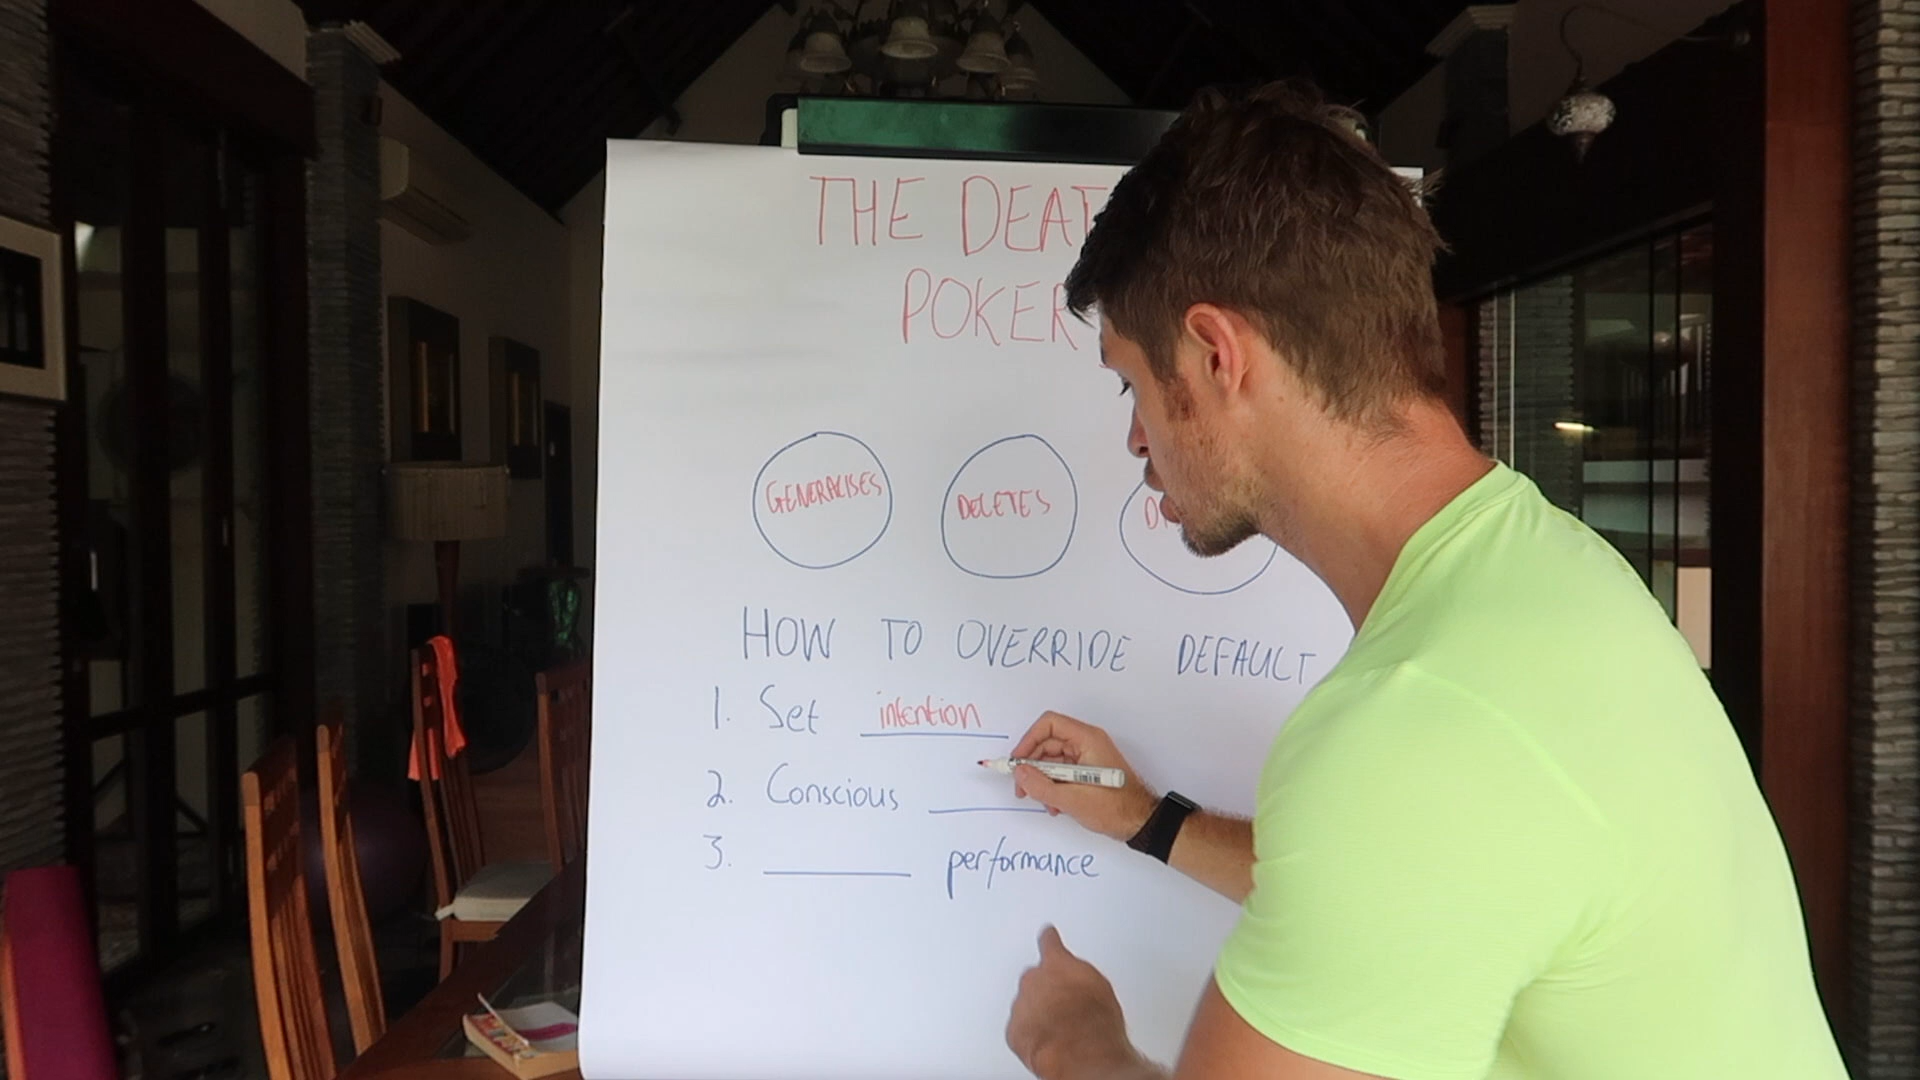 THE DEAT
POKER
GENERALISES DELETES D
HOW TO OVERRIDE DEFAULT
1. Set intention
2. Conscious
3. performance